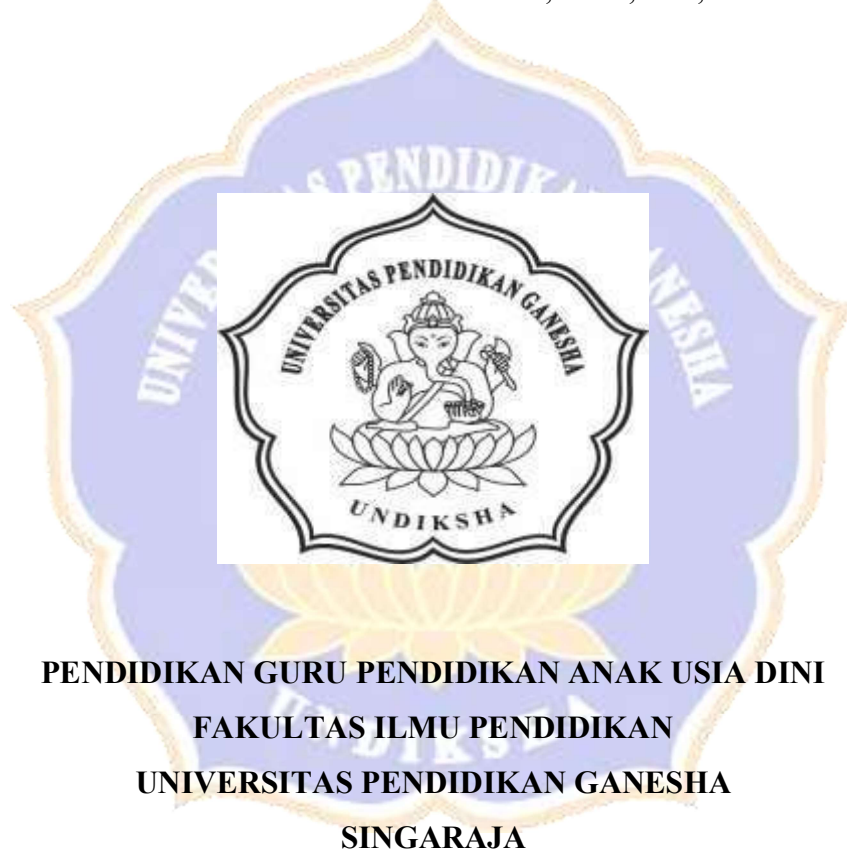 UNIVERSITAS PENDIDIKAN GANESHA
UNDIKSHA
PENDIDIKAN GURU PENDIDIKAN ANAK USIA DINI
FAKULTAS ILMU PENDIDIKAN
UNIVERSITAS PENDIDIKAN GANESHA
SINGARAJA